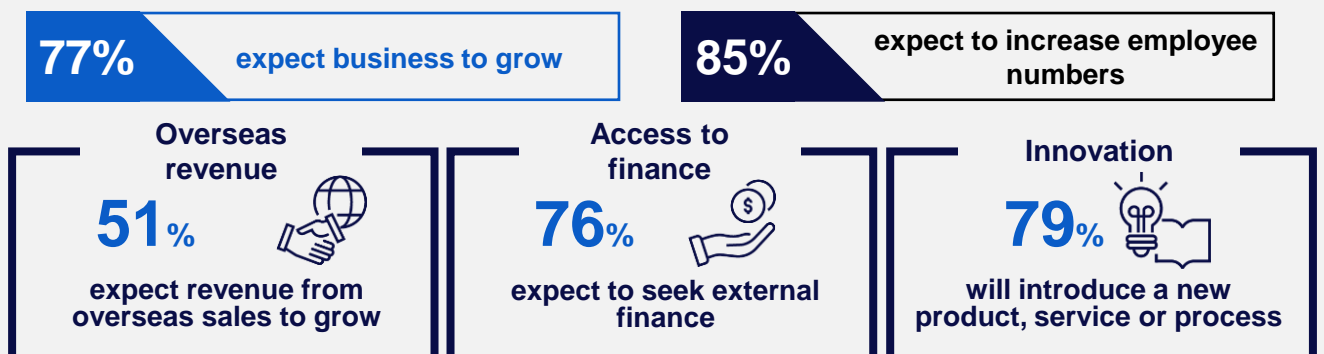 77%
expect business to grow
85%
expect to increase employee
numbers
Overseas
revenue
51%
expect revenue from
overseas sales to grow
Access to
finance
$
76%
expect to seek external
finance
Innovation
79%
will introduce a new
product, service or process